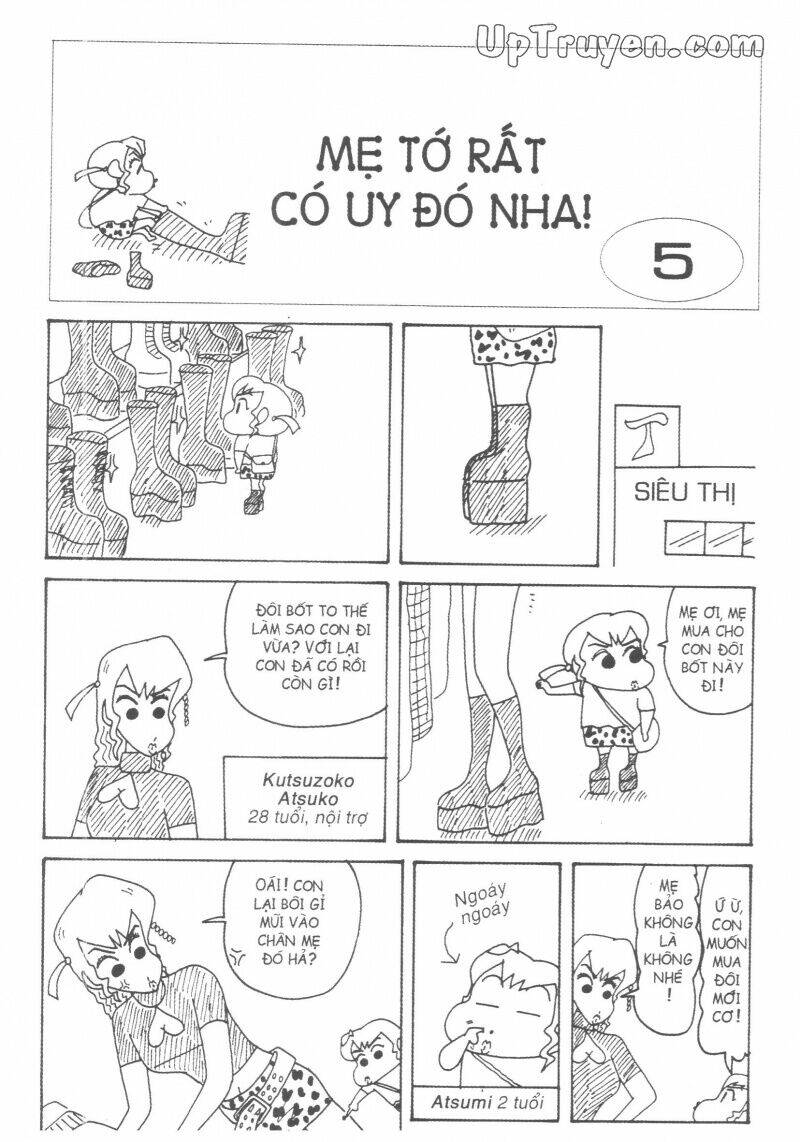 UpTruyen.com
MẸ TỚ RẤT
CÓ UY ĐÓ NHA!
5
SIÊU THỊ
MẸ ƠI, MẸ
MUA CHO
CON ĐÔI
BỐT NÀY
ĐI!
ĐÔI BỐT TO THẾ
LÀM SAO CON ĐI
VỪA? VỚI LẠI
CON ĐÃ CÓ RỒI
CÒN GÌ!
Kutsuzoko
Atsuko
28 tuổi, nội trợ
Ứ Ừ,
CON
MUỐN
MUA
ĐÔI
MỚI
CƠ!
MẸ
BẢO
KHÔNG
LÀ
KHÔNG
NHÉ
!
Ngoáy
ngoáy
Atsumi 2 tuổi
OÁI! CON
LẠI BÔI GỈ
MŨI VÀO
CHÂN MẸ
ĐÓ HẢ?